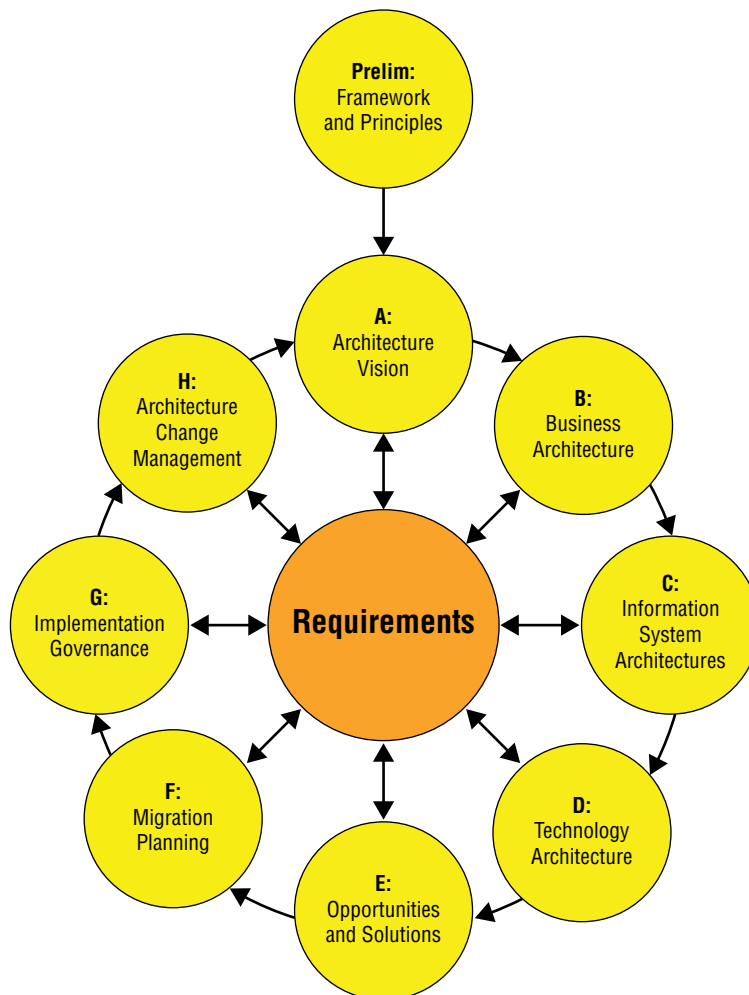 Prelim:
Framework
and Principles
A:
Architecture
Vision
B:
Business
Architecture
C:
Information
System
Architectures
D:
Technology
Architecture
E:
Opportunities
and Solutions
F:
Migration
Planning
G:
Implementation
Governance
H:
Architecture
Change
Management
Requirements